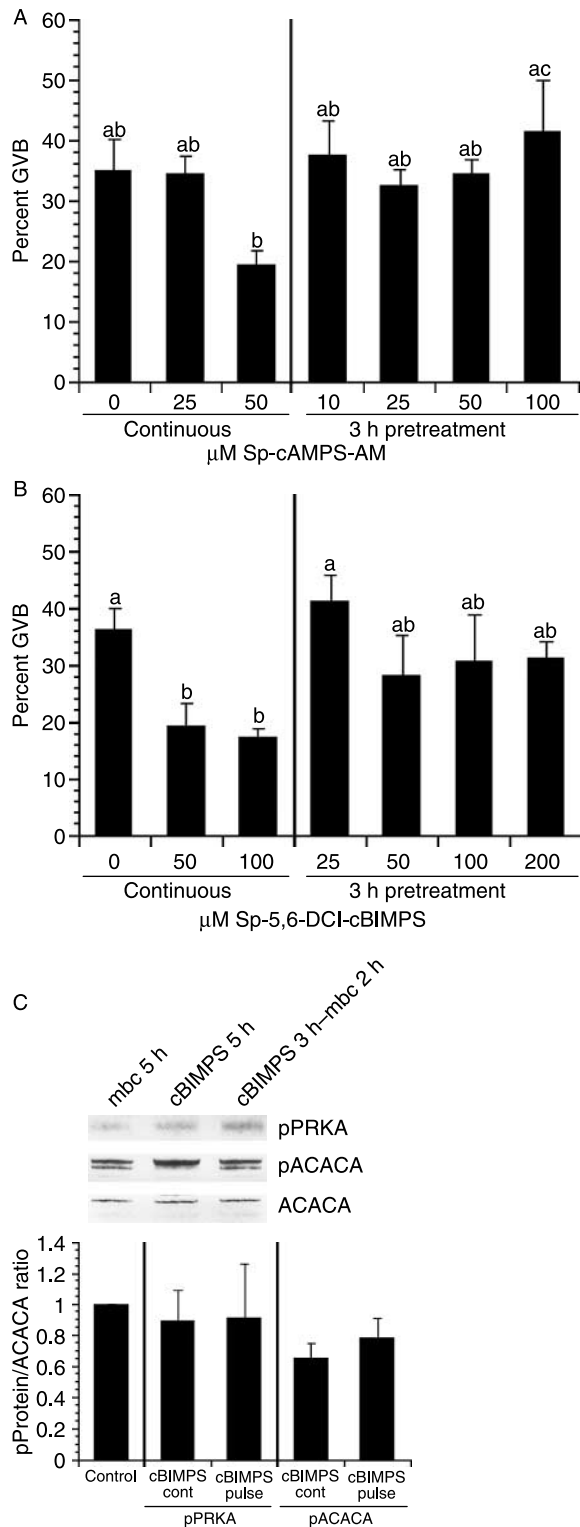 A
60
50
40
30
20
10
0
Percent GVB
ab
ab
b
ab
ab
ab
ac
0 25 50 10 25 50 100
Continuous 3 h pretreatment
μM Sp-cAMPS-AM
B
60
50
40
30
20
10
0
Percent GVB
a
b
b
a
ab
ab
ab
0 50 100 25 50 100 200
Continuous 3 h pretreatment
μM Sp-5,6-DCI-cBIMPS
C
mbc 5 h
cBIMPS 5 h
cBIMPS 3 h–mbc 2 h
pPRKA
pACACA
ACACA
1.4
1.2
1
0.8
0.6
0.4
0.2
0
pProtein/ACACA ratio
Control
cBIMPS
cont
cBIMPS
pulse
cBIMPS
cont
cBIMPS
pulse
pPRKA pACACA